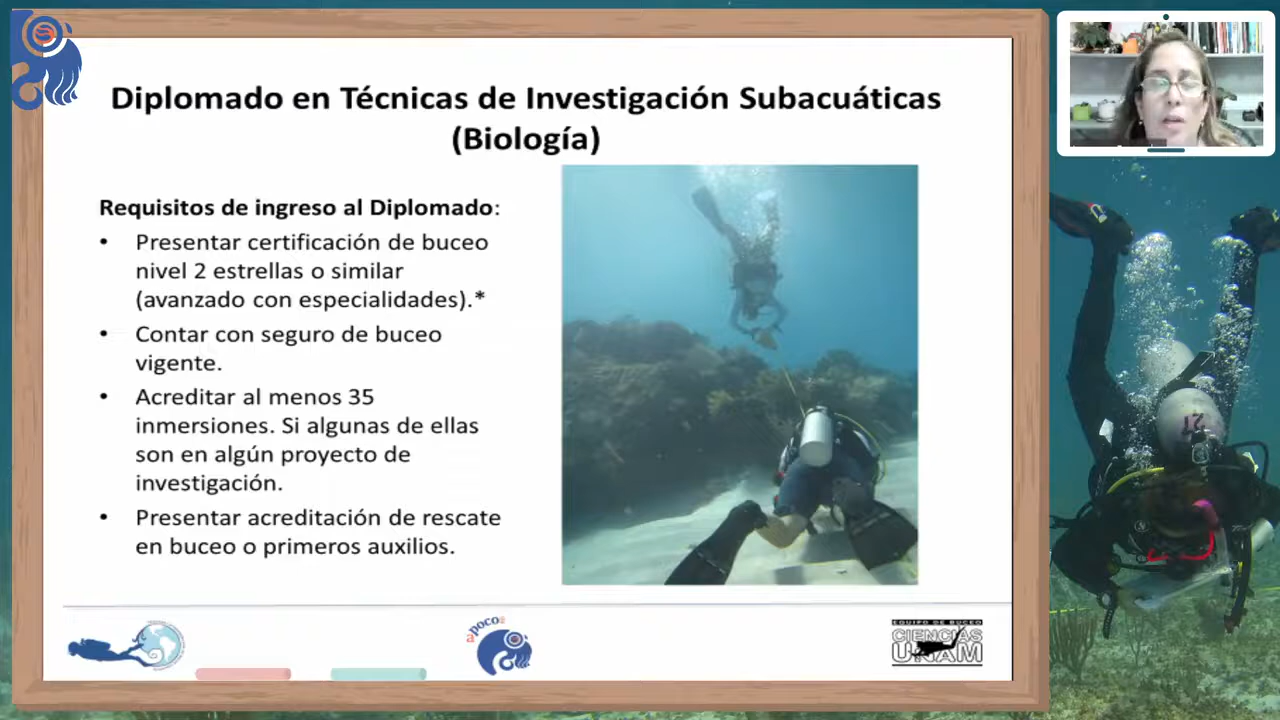 Diplomado en Técnicas de Investigación Subacuáticas
(Biología)
Requisitos de ingreso al Diplomado:
• Presentar certificación de buceo
nivel 2 estrellas o similar
(avanzado con especialidades).*
• Contar con seguro de buceo
vigente.
• Acreditar al menos 35
inmersiones. Si algunas de ellas
son en algún proyecto de
investigación.
• Presentar acreditación de rescate
en buceo o primeros auxilios.
apoco
EQUIPO DE BUCEO
CIENCIAS
UNAM